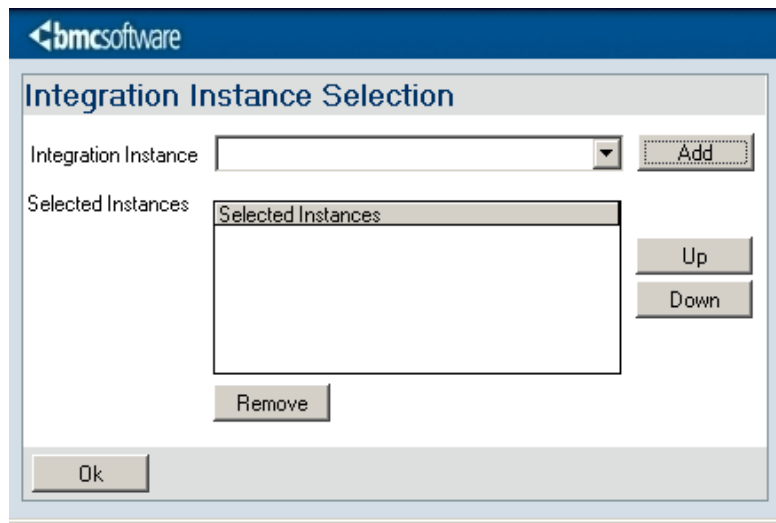 bmcsoftware
Integration Instance Selection
Integration Instance
Add
Selected Instances
Selected Instances
Up
Down
Remove
Ok